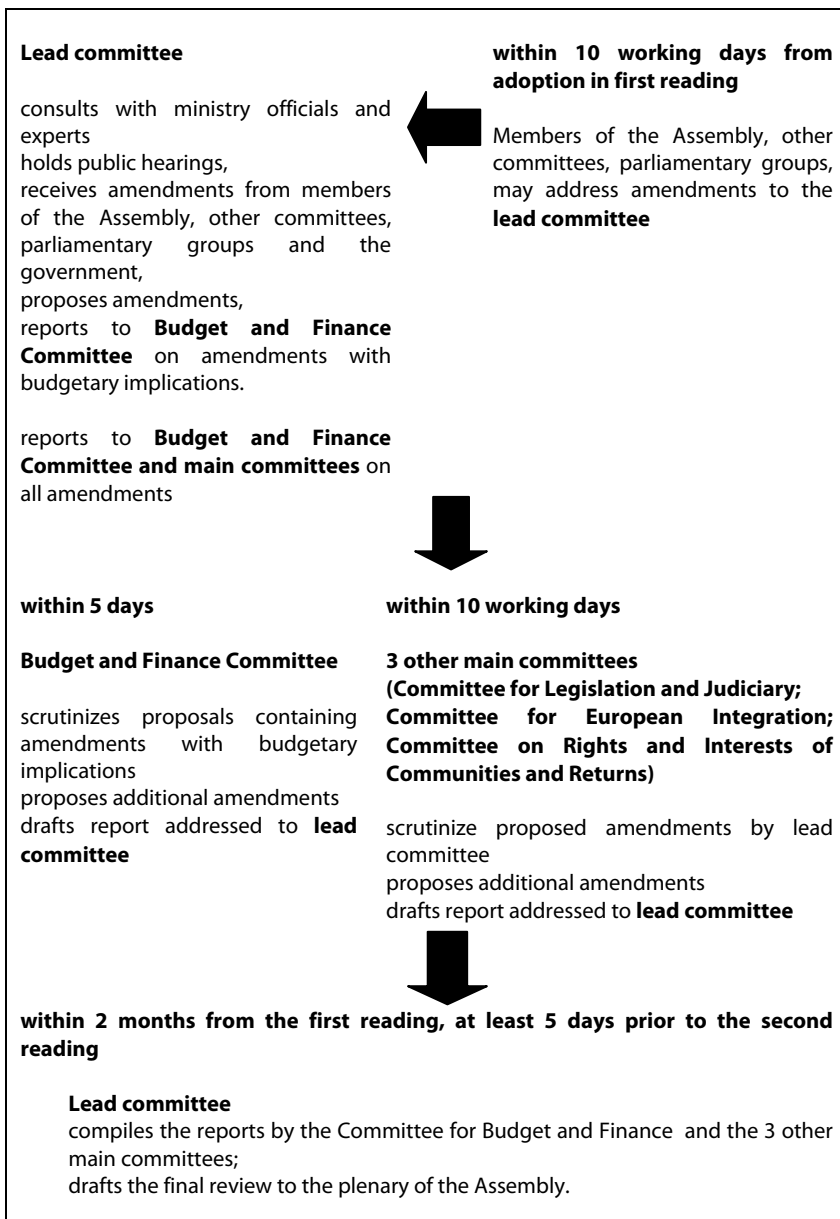 Lead committee
consults with ministry officials and
experts
holds public hearings,
receives amendments from members
of the Assembly, other committees,
parliamentary groups and the
government,
proposes amendments,
reports to Budget and Finance
Committee on amendments with
budgetary implications.
reports to Budget and Finance
Committee and main committees on
all amendments
within 10 working days from
adoption in first reading
Members of the Assembly, other
committees, parliamentary groups,
may address amendments to the
lead committee
within 5 days
Budget and Finance Committee
scrutinizes proposals containing
amendments with budgetary
implications
proposes additional amendments
drafts report addressed to lead
committee
within 10 working days
3 other main committees
(Committee for Legislation and Judiciary;
Committee for European Integration;
Committee on Rights and Interests of
Communities and Returns)
scrutinize proposed amendments by lead
committee
proposes additional amendments
drafts report addressed to lead committee
within 2 months from the first reading, at least 5 days prior to the second
reading
Lead committee
compiles the reports by the Committee for Budget and Finance and the 3 other
main committees;
drafts the final review to the plenary of the Assembly.